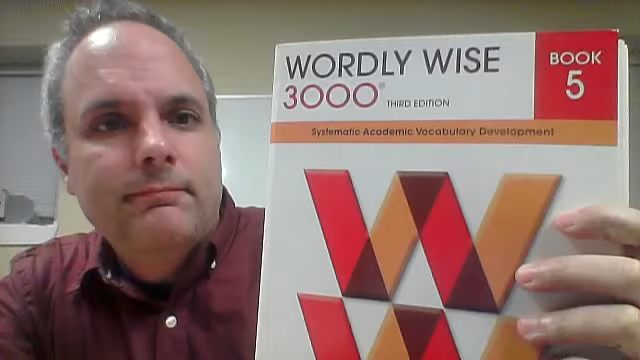 WORDLY WISE
3000® THIRD EDITION
BOOK
5
Systematic Academic Vocabulary Development